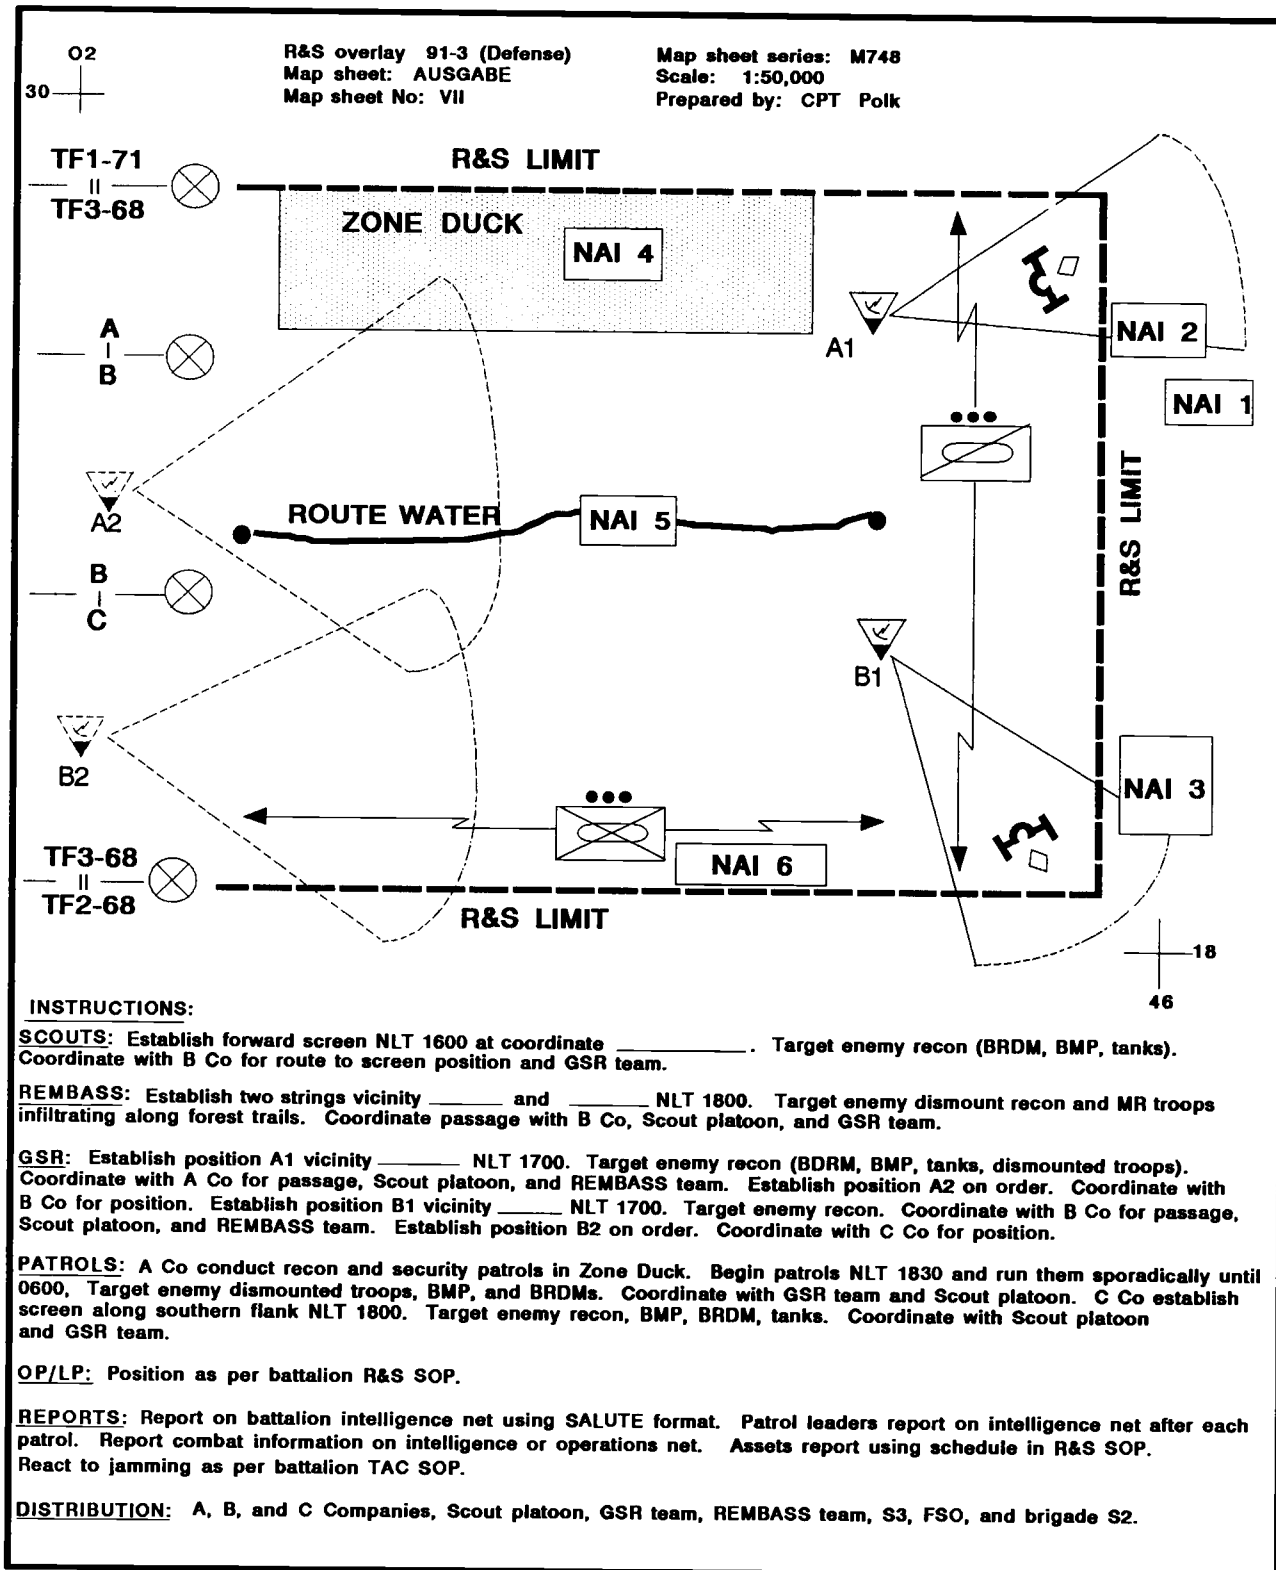 O2
30
R&S overlay 91-3 (Defense)
Map sheet: AUSGABE
Map sheet No: VII
Map sheet series: M748
Scale: 1:50,000
Prepared by: CPT Polk
TF1-71
II
TF3-68
R&S LIMIT
ZONE DUCK
NAI 4
A1
NAI 2
NAI 1
A
I
B
A2
ROUTE WATER
NAI 5
R&S LIMIT
B
I
C
B1
B2
NAI 3
NAI 6
TF3-68
II
TF2-68
R&S LIMIT
18
46
INSTRUCTIONS:
SCOUTS: Establish forward screen NLT 1600 at coordinate __________. Target enemy recon (BRDM, BMP, tanks).
Coordinate with B Co for route to screen position and GSR team.
REMBASS: Establish two strings vicinity ______ and ______ NLT 1800. Target enemy dismount recon and MR troops
infiltrating along forest trails. Coordinate passage with B Co, Scout platoon, and GSR team.
GSR: Establish position A1 vicinity ______ NLT 1700. Target enemy recon (BDRM, BMP, tanks, dismounted troops).
Coordinate with A Co for passage, Scout platoon, and REMBASS team. Establish position A2 on order. Coordinate with
B Co for position. Establish position B1 vicinity _____ NLT 1700. Target enemy recon. Coordinate with B Co for passage,
Scout platoon, and REMBASS team. Establish position B2 on order. Coordinate with C Co for position.
PATROLS: A Co conduct recon and security patrols in Zone Duck. Begin patrols NLT 1830 and run them sporadically until
0600, Target enemy dismounted troops, BMP, and BRDMs. Coordinate with GSR team and Scout platoon. C Co establish
screen along southern flank NLT 1800. Target enemy recon, BMP, BRDM, tanks. Coordinate with Scout platoon
and GSR team.
OP/LP: Position as per battalion R&S SOP.
REPORTS: Report on battalion intelligence net using SALUTE format. Patrol leaders report on intelligence net after each
patrol. Report combat information on intelligence or operations net. Assets report using schedule in R&S SOP.
React to jamming as per battalion TAC SOP.
DISTRIBUTION: A, B, and C Companies, Scout platoon, GSR team, REMBASS team, S3, FSO, and brigade S2.